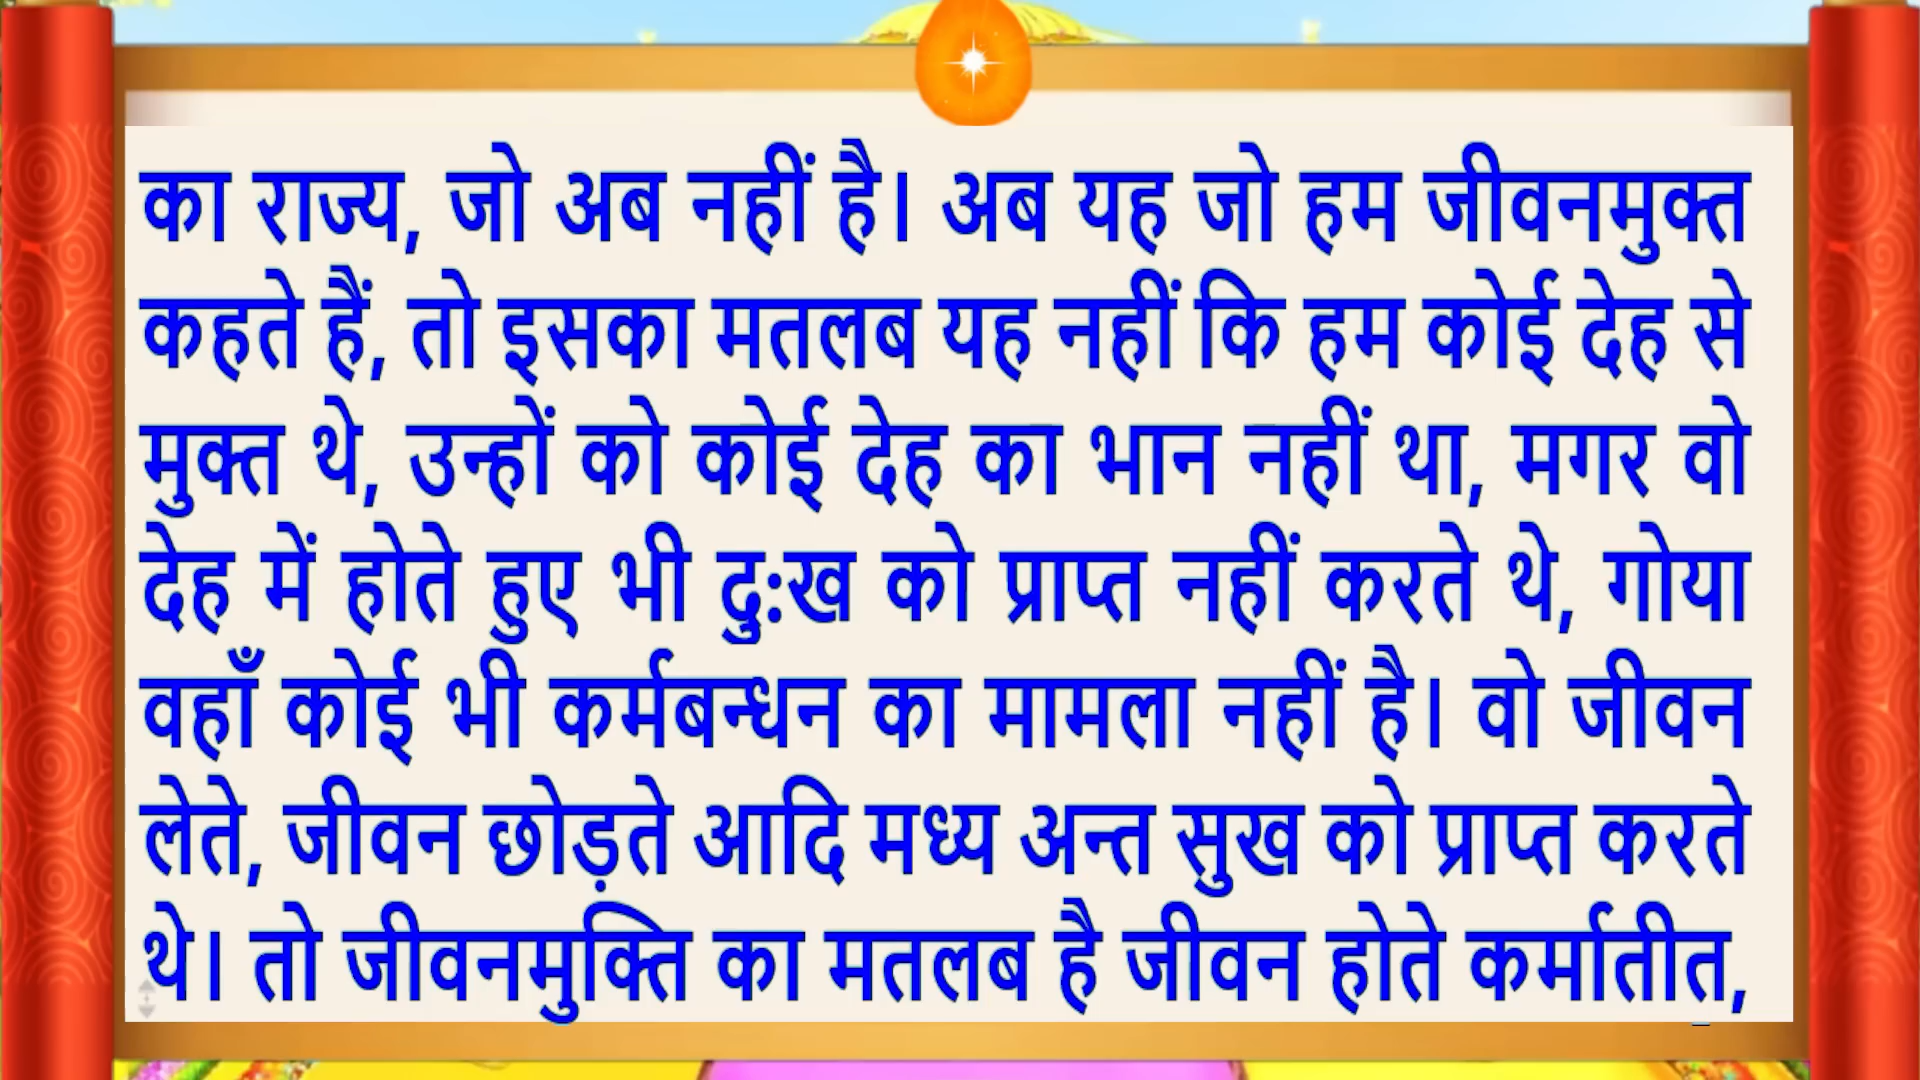 का राज्य, जो अब नहीं है। अब यह जो हम जीवनमुक्त
कहते हैं, तो इसका मतलब यह नहीं कि हम कोई देह से
मुक्त थे, उन्हों को कोई देह का भान नहीं था, मगर वो
देह में होते हुए भी दु:ख को प्राप्त नहीं करते थे, गोया
वहाँ कोई भी कर्मबन्धन का मामला नहीं है। वो जीवन
लेते, जीवन छोड़ते आदि मध्य अन्त सुख को प्राप्त करते
थे। तो जीवनमुक्ति का मतलब है जीवन होते कर्मातीत,